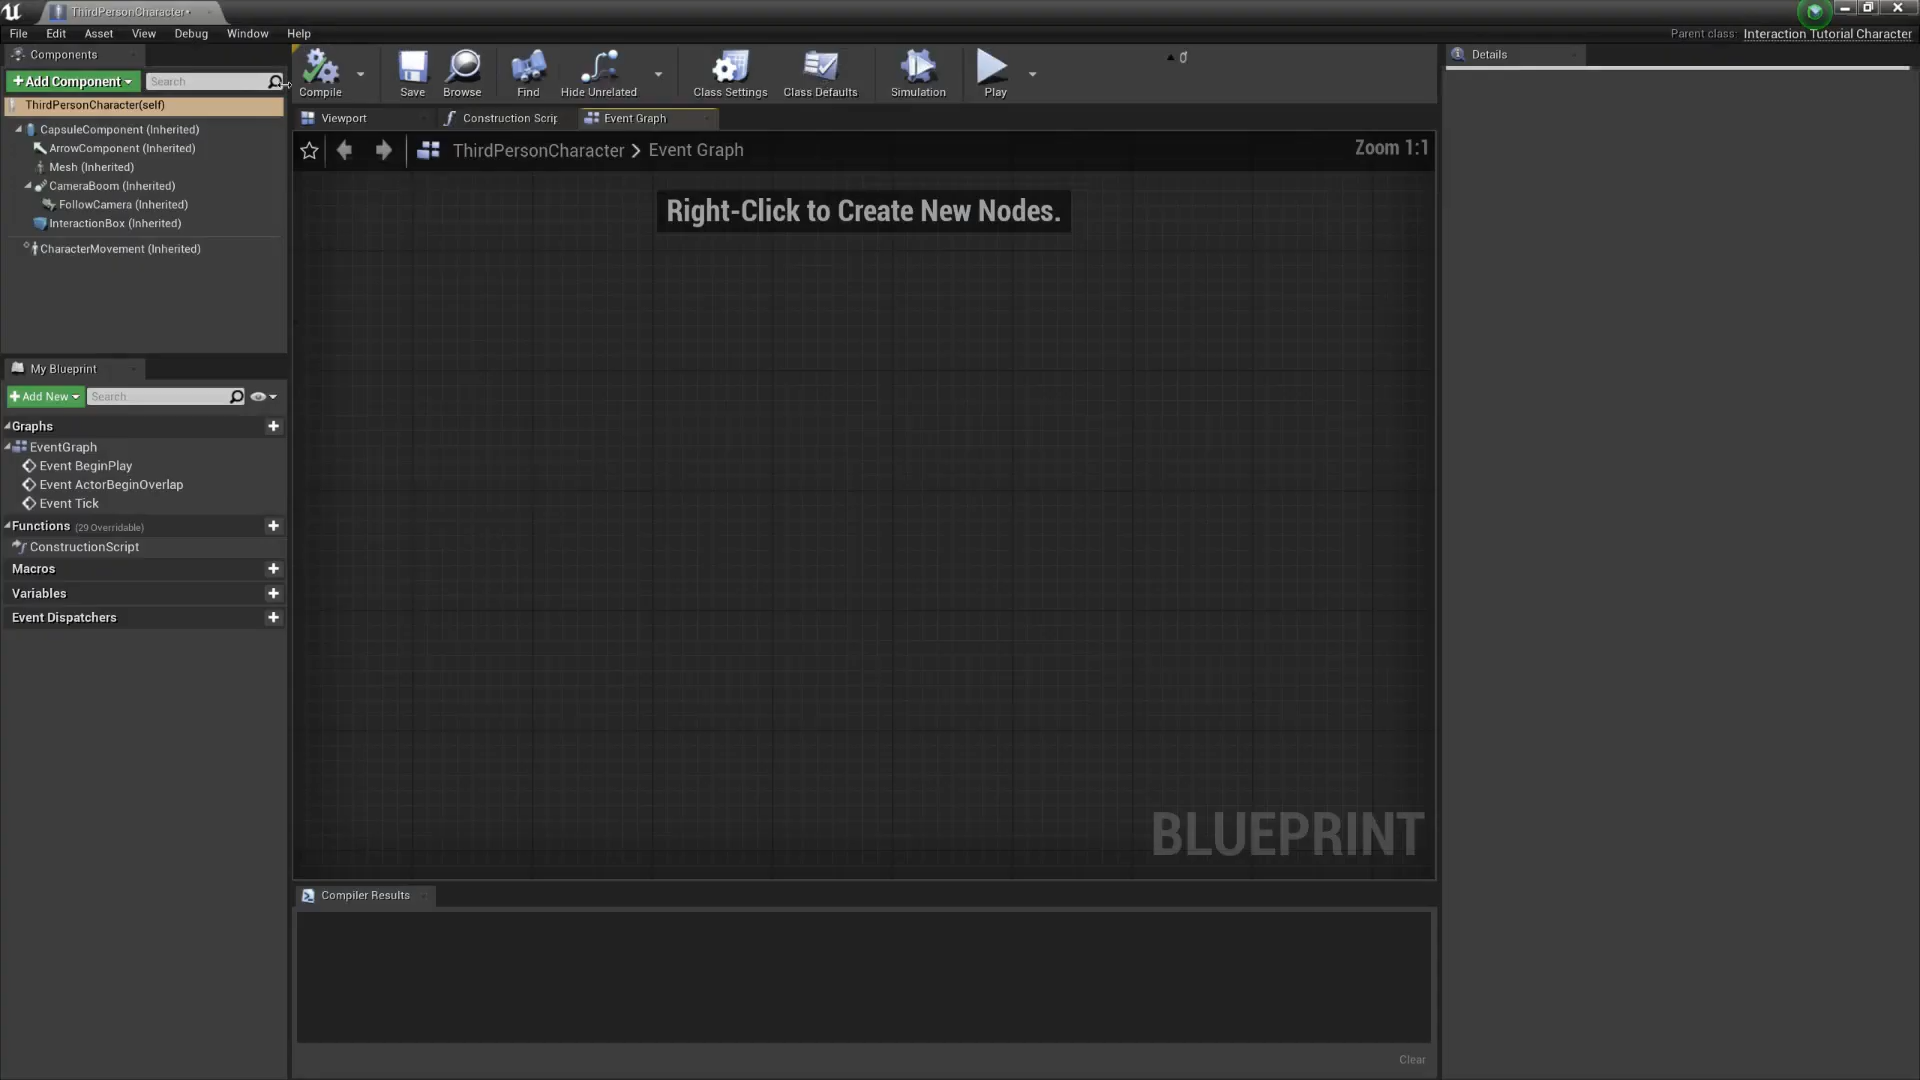 ThirdPersonCharacter*
File Edit Asset View Debug Window Help
Parent class: Interaction Tutorial Character
Components
+Add Component
Search
ThirdPersonCharacter(self)
CapsuleComponent (Inherited)
ArrowComponent (Inherited)
Mesh (Inherited)
CameraBoom (Inherited)
FollowCamera (Inherited)
InteractionBox (Inherited)
CharacterMovement (Inherited)
My Blueprint
+Add New
Search
Graphs
EventGraph
Event BeginPlay
Event ActorBeginOverlap
Event Tick
Functions (29 Overridable)
ConstructionScript
Macros
Variables
Event Dispatchers
Compile Save Browse Find Hide Unrelated Class Settings Class Defaults Simulation Play
Viewport Construction Scrip Event Graph
ThirdPersonCharacter > Event Graph
Zoom 1:1
Right-Click to Create New Nodes.
BLUEPRINT
Compiler Results
Clear
Details